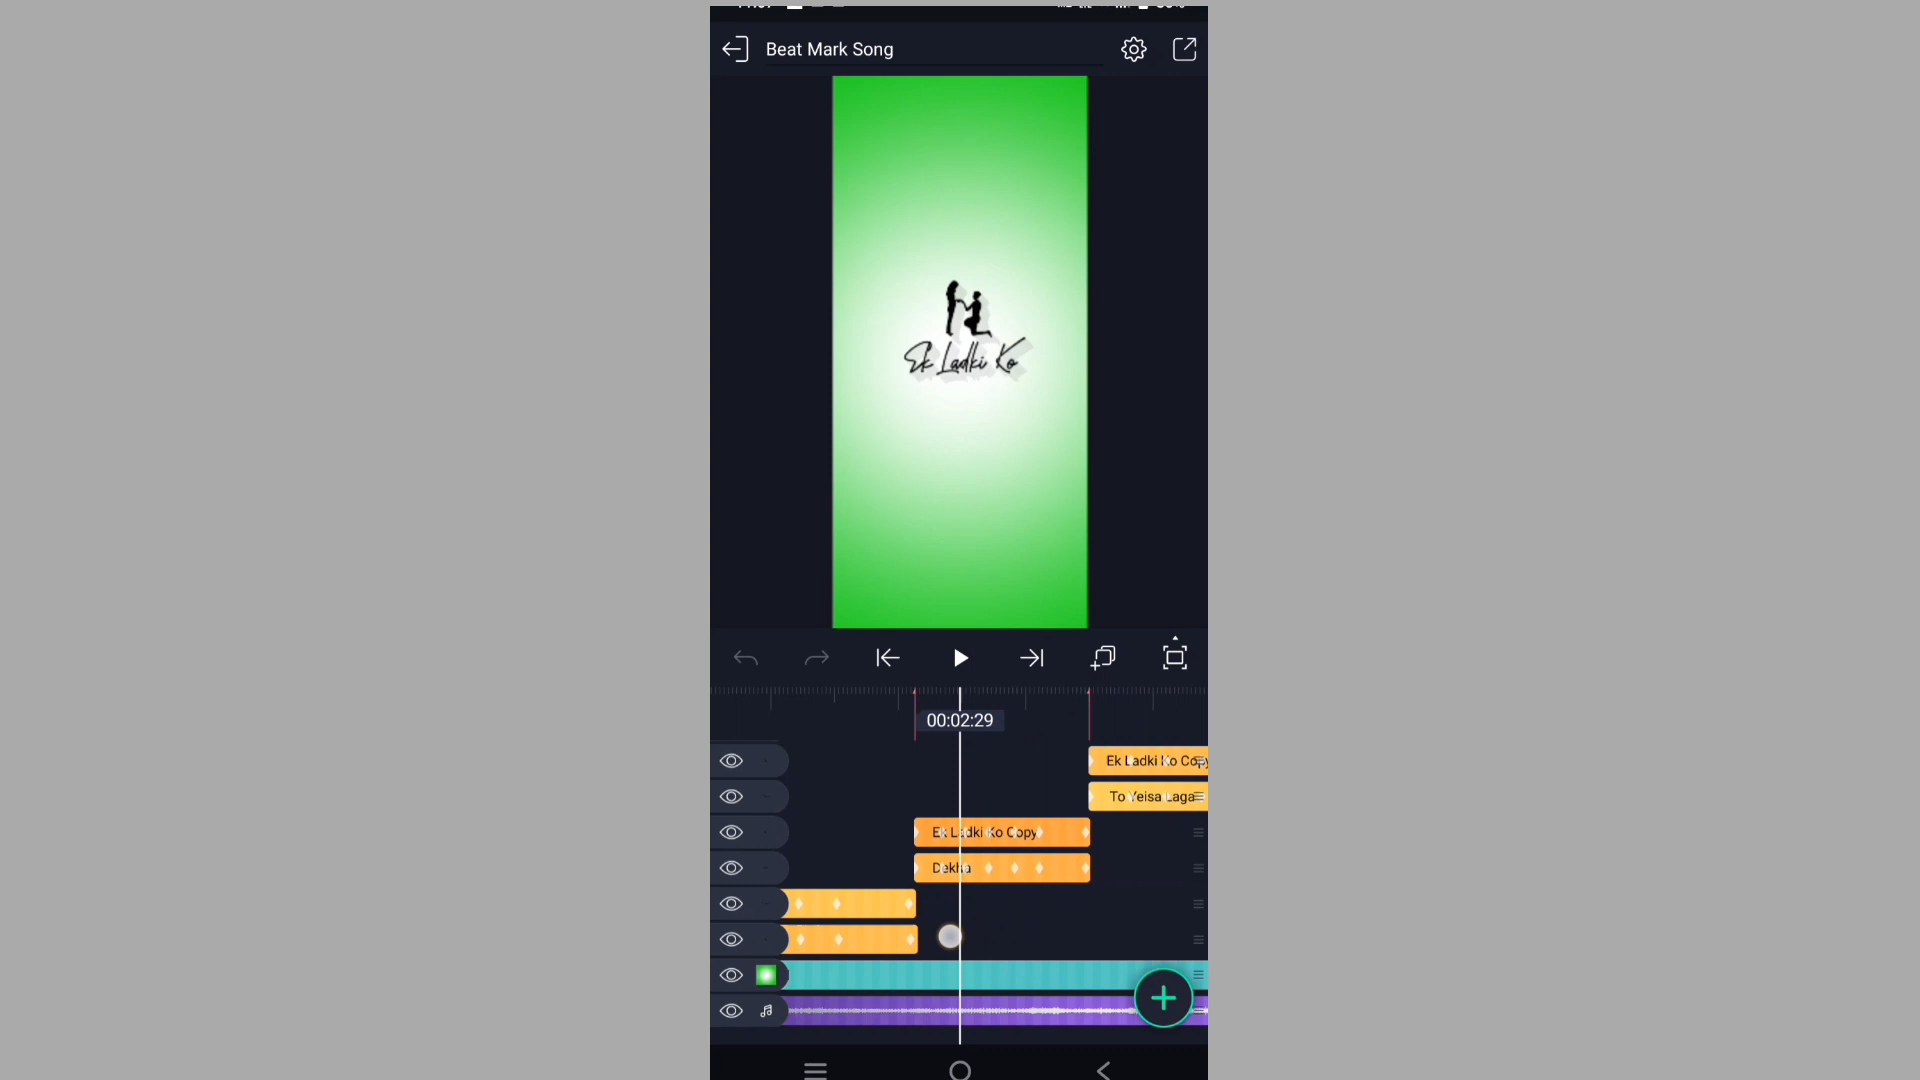 Beat Mark Song
Ek Ladki Ko
00:02:29
Ek Ladki Ko Copy
To Yeisa Laga
Ek Ladki Ko Copy
Dekha